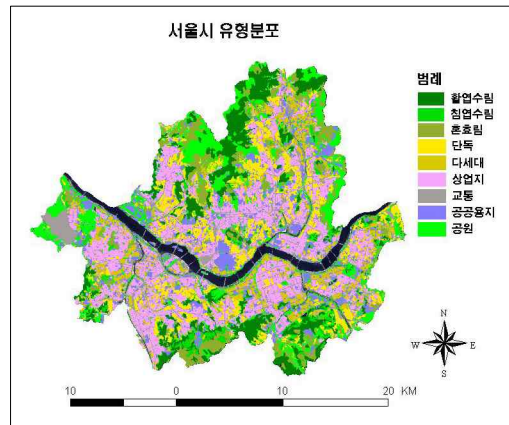 서울시 유형분포
범례
활엽수림
침엽수림
혼효림
단독
다세대
상업지
교통
공공용지
공원
N
W E
S
10 0 10 20 KM